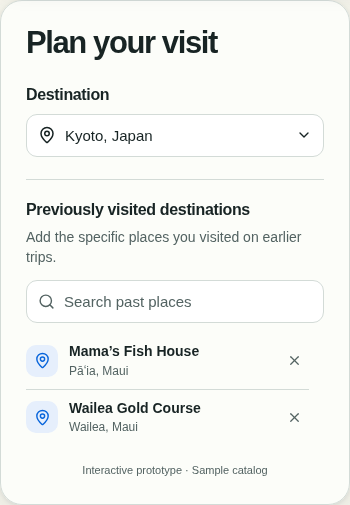 Plan your visit
Destination
Kyoto, Japan
Previously visited destinations
Add the specific places you visited on earlier
trips.
Search past places
Mama’s Fish House
Pāʻia, Maui
Wailea Gold Course
Wailea, Maui
Interactive prototype · Sample catalog